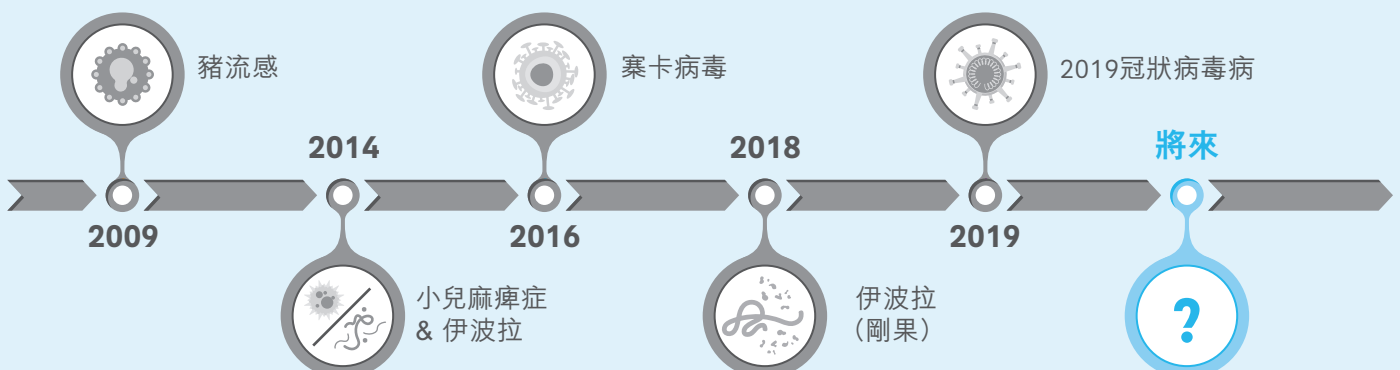 豬流感
2009
2014
小兒麻痺症
& 伊波拉
寨卡病毒
2016
2018
伊波拉
（剛果）
2019冠狀病毒病
2019
將來
?